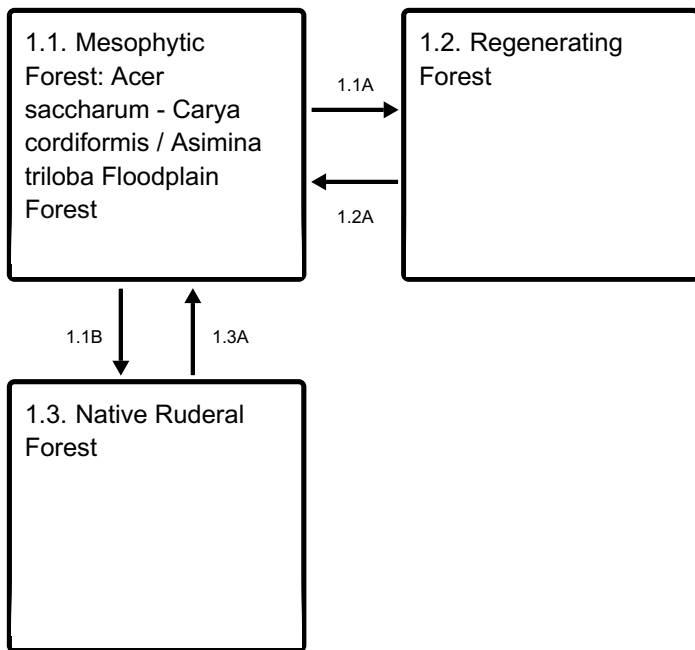 1.1. Mesophytic
Forest: Acer
saccharum - Carya
cordiformis / Asimina
triloba Floodplain
Forest
1.2. Regenerating
Forest
1.1A
1.2A
1.1B
1.3A
1.3. Native Ruderal
Forest